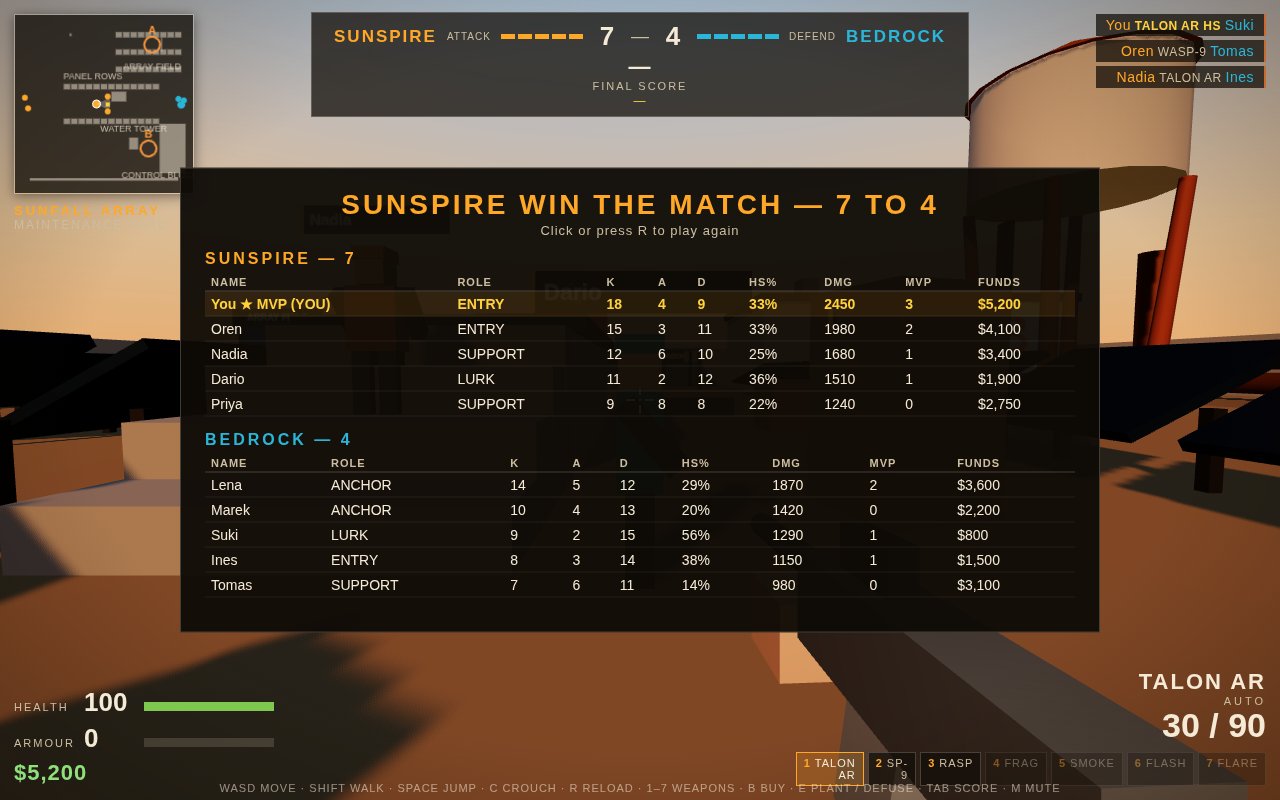 SUNSPIRE ATTACK 7 — 4 DEFEND BEDROCK
—
FINAL SCORE
—
You TALON AR HS Suki
Oren WASP-9 Tomas
Nadia TALON AR Ines
A
ARRAY FIELD
PANEL ROWS
WATER TOWER
B
SUNFALL ARRAY
Nadia
Dario
SUNSPIRE WIN THE MATCH — 7 TO 4
Click or press R to play again
SUNSPIRE — 7
NAME ROLE K A D HS% DMG MVP FUNDS
You ★ MVP (YOU) ENTRY 18 4 9 33% 2450 3 $5,200
Oren ENTRY 15 3 11 33% 1980 2 $4,100
Nadia SUPPORT 12 6 10 25% 1680 1 $3,400
Dario LURK 11 2 12 36% 1510 1 $1,900
Priya SUPPORT 9 8 8 22% 1240 0 $2,750
BEDROCK — 4
NAME ROLE K A D HS% DMG MVP FUNDS
Lena ANCHOR 14 5 12 29% 1870 2 $3,600
Marek ANCHOR 10 4 13 20% 1420 0 $2,200
Suki LURK 9 2 15 56% 1290 1 $800
Ines ENTRY 8 3 14 38% 1150 1 $1,500
Tomas SUPPORT 7 6 11 14% 980 0 $3,100
HEALTH 100
ARMOUR 0
$5,200
TALON AR
AUTO
30 / 90
1 TALON AR 2 SP-9 3 RASP 4 FRAG 5 SMOKE 6 FLASH 7 FLARE
WASD MOVE · SHIFT WALK · SPACE JUMP · C CROUCH · R RELOAD · 1–7 WEAPONS · B BUY · E PLANT / DEFUSE · TAB SCORE · M MUTE